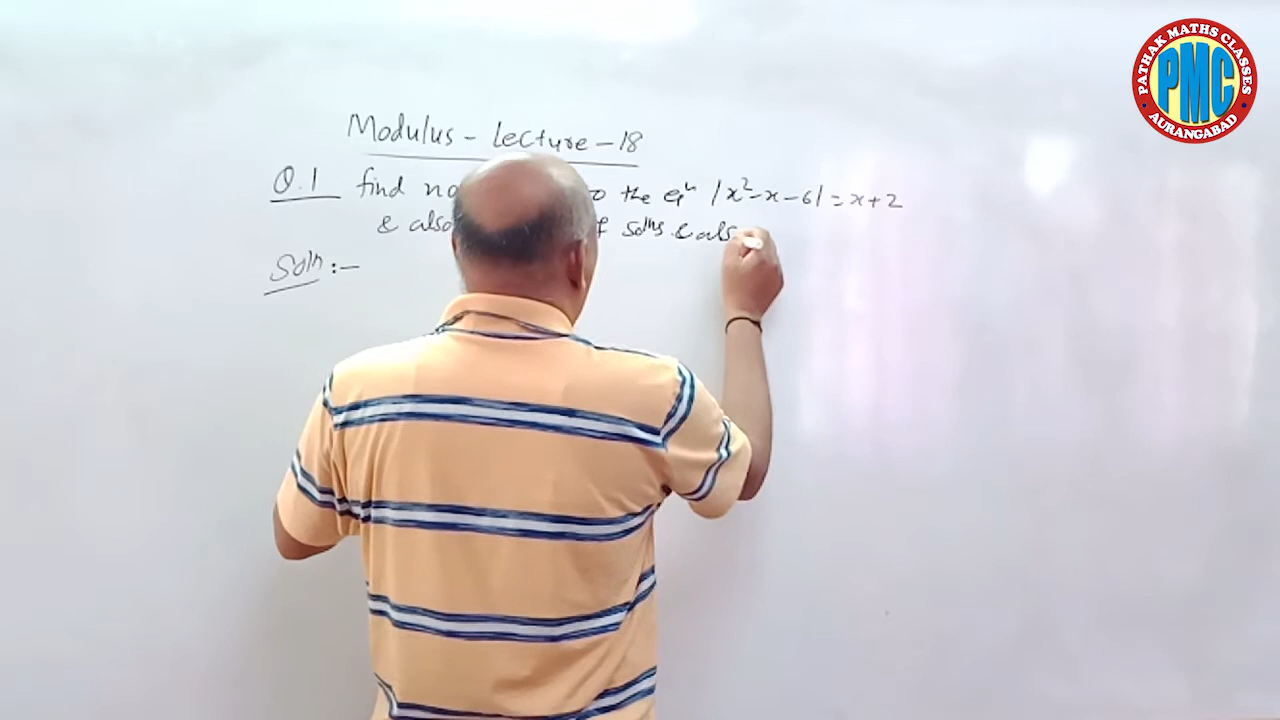 Modulus - Lecture - 18
Q.1 find the eqⁿ |x²-x-6| = x+2
& also of Solⁿs & als
Solⁿ :-
PATHAK MATHS CLASSES
PMC
AURANGABAD